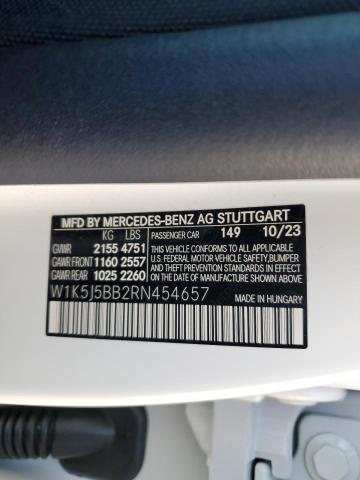 MFD BY MERCEDES-BENZ AG STUTTGART
KG LBS PASSENGER CAR 149 10/23
GVWR 2155 4751
GAWR FRONT 1160 2557
GAWR REAR 1025 2260
THIS VEHICLE CONFORMS TO ALL APPLICABLE
U.S. FEDERAL MOTOR VEHICLE SAFETY, BUMPER,
AND THEFT PREVENTION STANDARDS IN EFFECT
ON THE DATE OF MANUFACTURE SHOWN ABOVE.
W1K5J5BB2RN454657
MADE IN HUNGARY